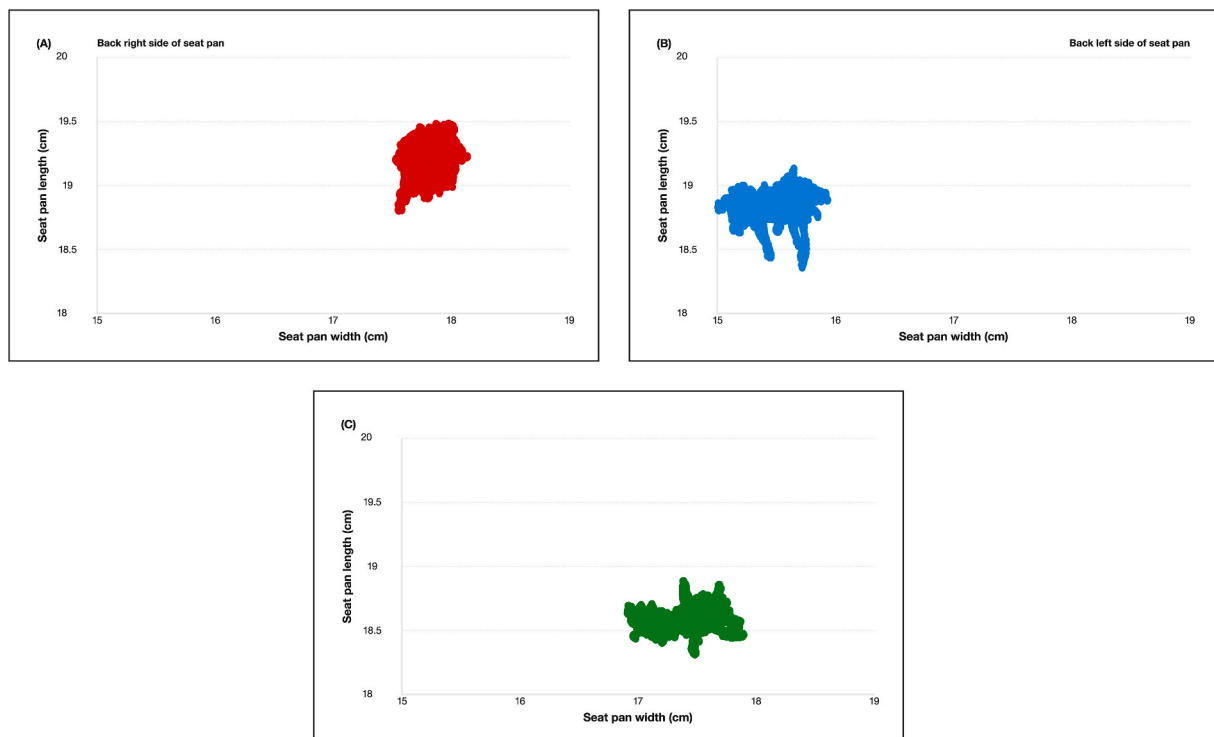 (A) Back right side of seat pan
20
19.5
19
18.5
18
Seat pan length (cm)
15 16 17 18 19
Seat pan width (cm)
(B) Back left side of seat pan
20
19.5
19
18.5
18
Seat pan length (cm)
15 16 17 18 19
Seat pan width (cm)
(C)
20
19.5
19
18.5
18
Seat pan length (cm)
15 16 17 18 19
Seat pan width (cm)